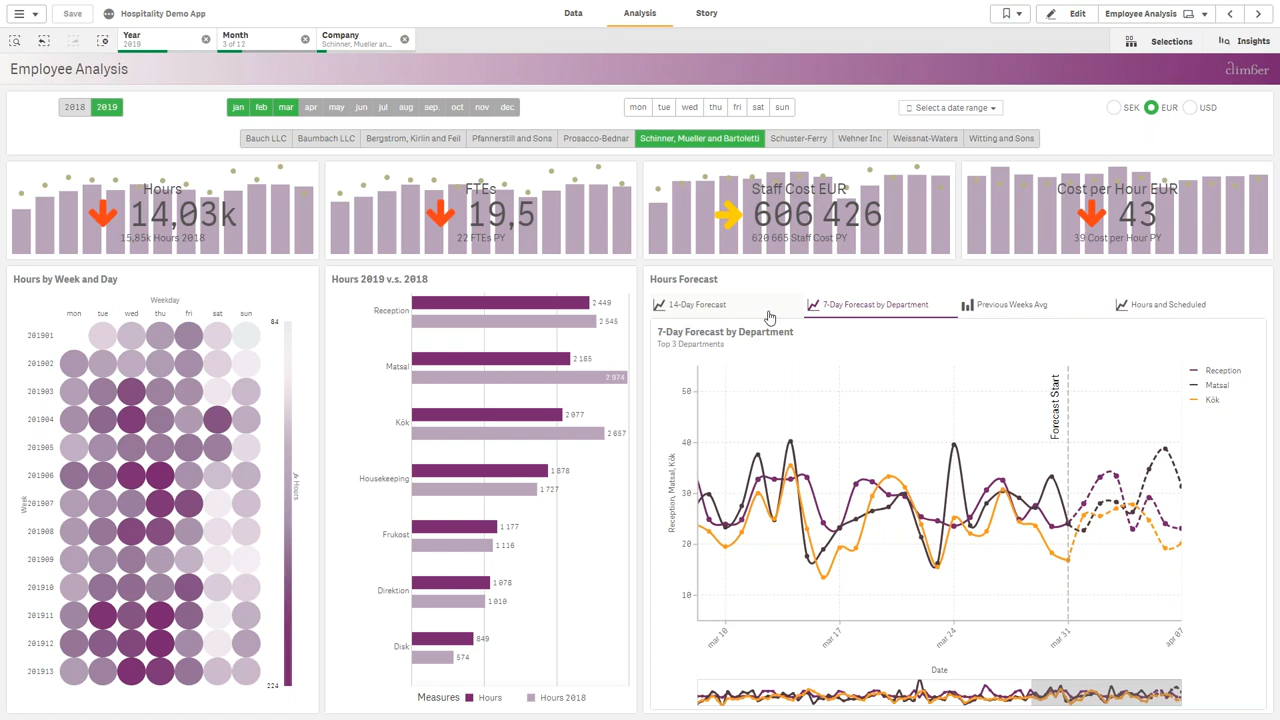 Save
Hospitality Demo App
Data
Analysis
Story
Edit
Employee Analysis
Year
2019
Month
3 of 12
Company
Schinner, Mueller an...
Selections
Insights
Employee Analysis
climber
2018 2019
jan feb mar apr may jun jul aug sep. oct nov dec
mon tue wed thu fri sat sun
Select a date range
SEK EUR USD
Bauch LLC Baumbach LLC Bergstrom, Kirlin and Feil Pfannerstill and Sons Prosacco-Bednar Schinner, Mueller and Bartoletti Schuster-Ferry Wehner Inc Weissnat-Waters Witting and Sons
Hours
14,03k
15,85k Hours 2018
FTEs
19,5
22 FTEs PY
Staff Cost EUR
606 426
620 665 Staff Cost PY
Cost per Hour EUR
43
39 Cost per Hour PY
Hours by Week and Day
Weekday
mon tue wed thu fri sat sun
Week
201901
201902
201903
201904
201905
201906
201907
201908
201909
201910
201911
201912
201913
84
Hours
224
Hours 2019 v.s. 2018
Reception
2 449
2 545
Matsal
2 185
2 974
Kök
2 077
2 657
Housekeeping
1 878
1 727
Frukost
1 177
1 116
Direktion
1 078
1 010
Disk
849
574
Measures Hours Hours 2018
Hours Forecast
14-Day Forecast
7-Day Forecast by Department
Previous Weeks Avg
Hours and Scheduled
7-Day Forecast by Department
Top 3 Departments
Reception, Matsal, Kök
50
40
30
20
10
Forecast Start
Reception
Matsal
Kök
mar 10
mar 17
mar 24
mar 31
apr 07
Date